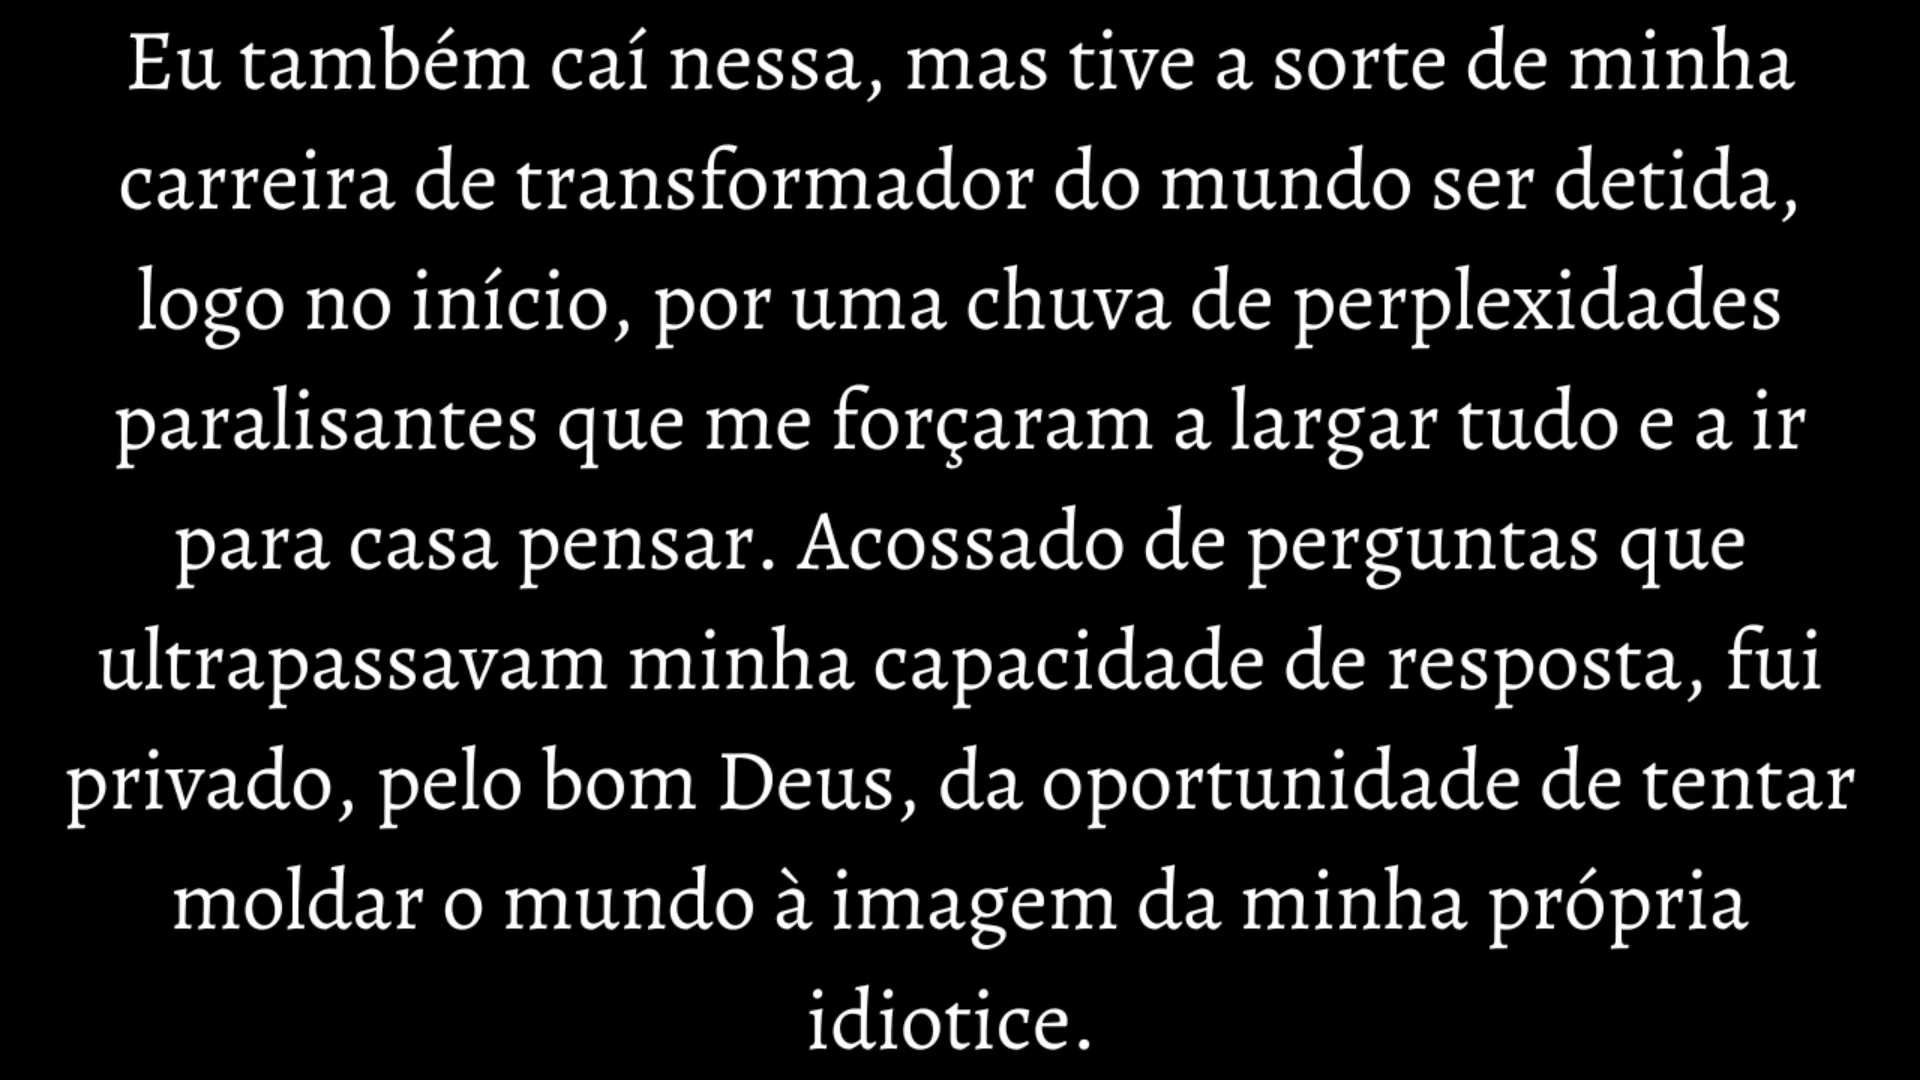 Eu também caí nessa, mas tive a sorte de minha
carreira de transformador do mundo ser detida,
logo no início, por uma chuva de perplexidades
paralisantes que me forçaram a largar tudo e a ir
para casa pensar. Acossado de perguntas que
ultrapassavam minha capacidade de resposta, fui
privado, pelo bom Deus, da oportunidade de tentar
moldar o mundo à imagem da minha própria
idiotice.